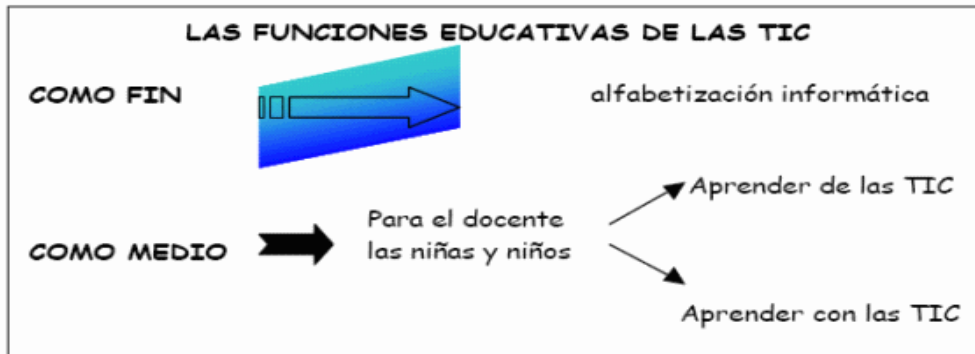 LAS FUNCIONES EDUCATIVAS DE LAS TIC
COMO FIN
alfabetización informática
Aprender de las TIC
Para el docente
las niñas y niños
COMO MEDIO
Aprender con las TIC